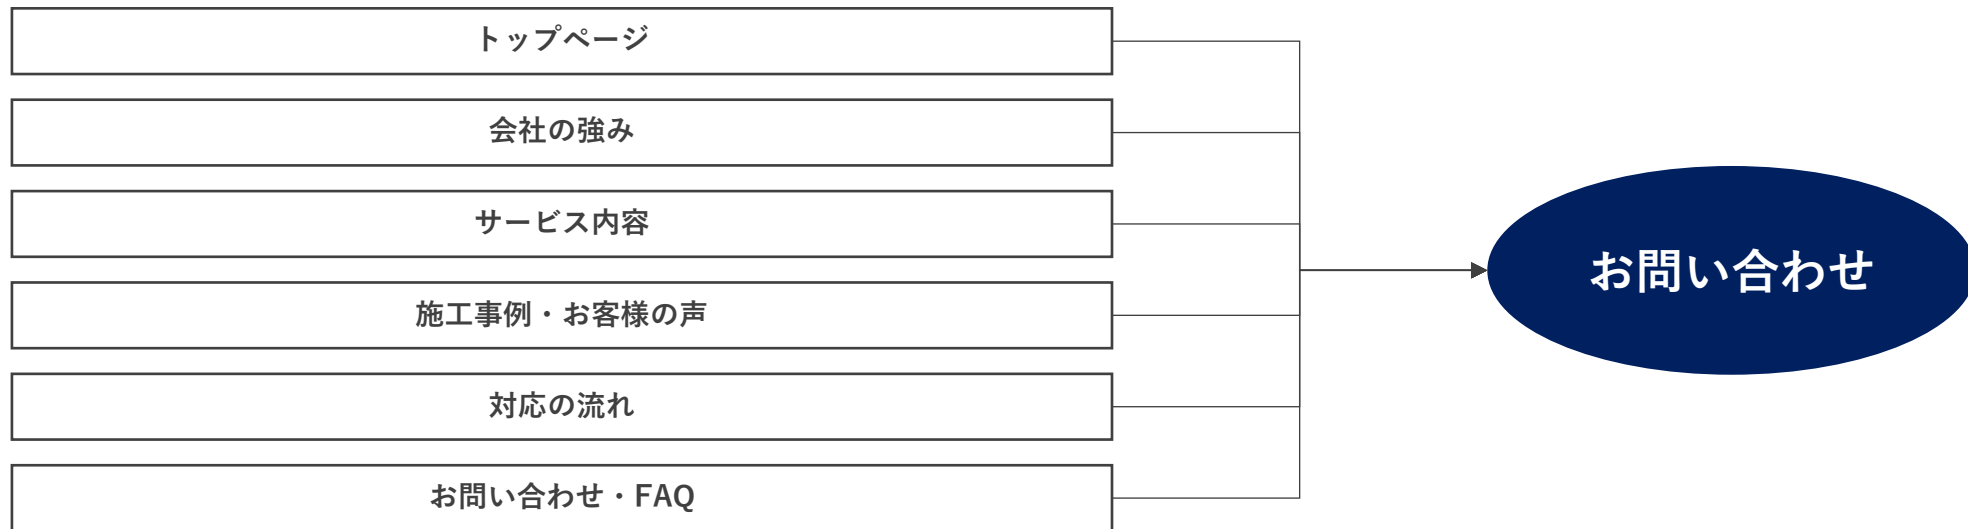 トップページ
会社の強み
サービス内容
施工事例・お客様の声
対応の流れ
お問い合わせ・FAQ
お問い合わせ